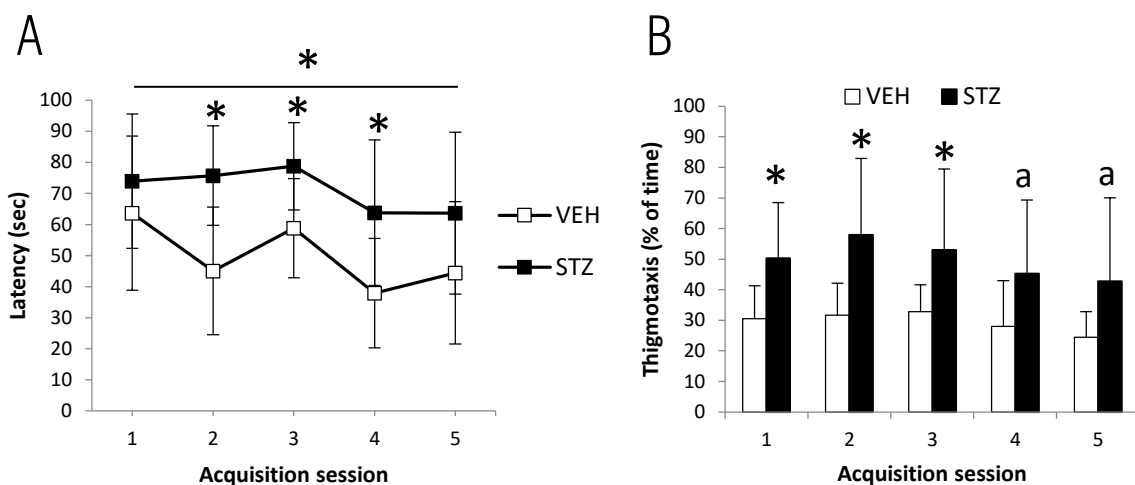 A
*
100
90
80
70
60
50
40
30
20
10
0
* * *
Latency (sec)
1 2 3 4 5
Acquisition session
VEH
STZ
B
VEH STZ
100
90
80
70
60
50
40
30
20
10
0
* * * a a
Thigmotaxis (% of time)
1 2 3 4 5
Acquisition session